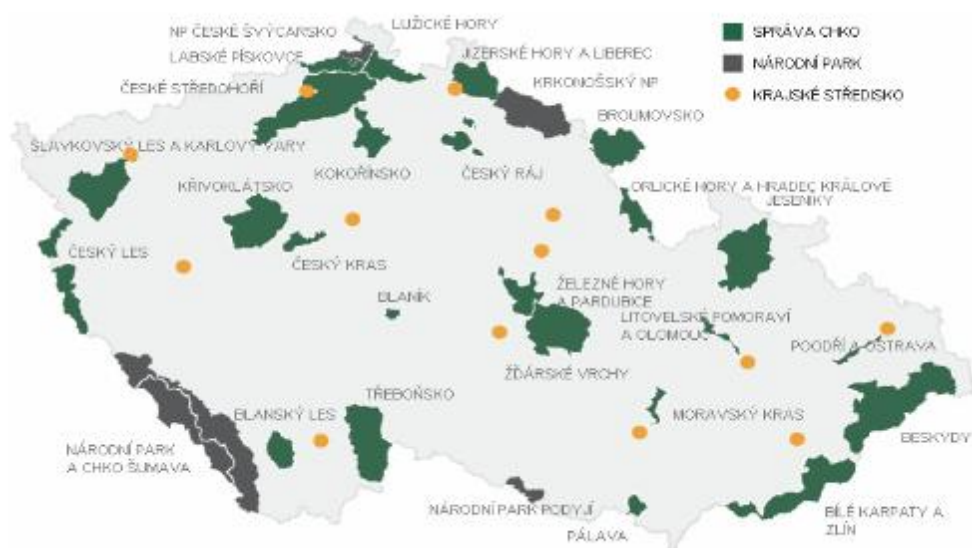 LUŽICKÉ HORY
NP ČESKÉ ŠVÝCARSKO
LABSKÉ PÍSKOVCE
JIZERSKÉ HORY A LIBEREC
KRKONOŠSKÝ NP
SPRÁVA CHKO
NÁRODNÍ PARK
KRAJSKÉ STŘEDISKO
ČESKÉ STŘEDOHOŘÍ
BROUMOVSKO
SLAVKOVSKÝ LES A KARLOVY VARY
KOKOŘÍNSKO
ČESKÝ RÁJ
KŘIVOKLÁTSKO
ORLICKÉ HORY A HRADEC KRÁLOVÉ
JESENÍKY
ČESKÝ LES
ČESKÝ KRAS
ŽELEZNÉ HORY
A PARDUBICE
BLANÍK
LITOVELSKÉ POMORAVÍ
A OLOMOUC
POODŘÍ A OSTRAVA
ŽĎÁRSKÉ VRCHY
TŘEBOŇSKO
BLANSKÝ LES
MORAVSKÝ KRAS
BESKYDY
NÁRODNÍ PARK
A CHKO ŠUMAVA
NÁRODNÍ PARK PODYJÍ
PÁLAVA
BÍLÉ KARPATY A
ZLÍN